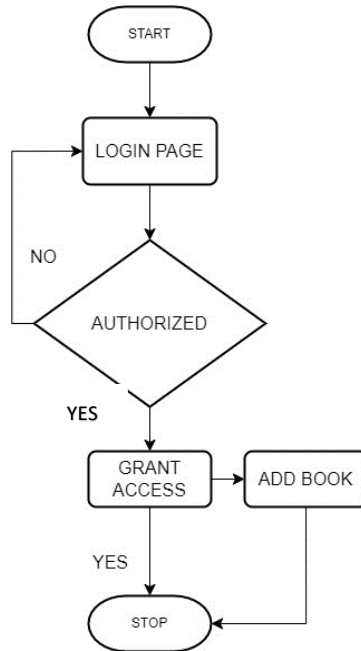 START
LOGIN PAGE
NO
AUTHORIZED
YES
GRANT
ACCESS
ADD BOOK
YES
STOP